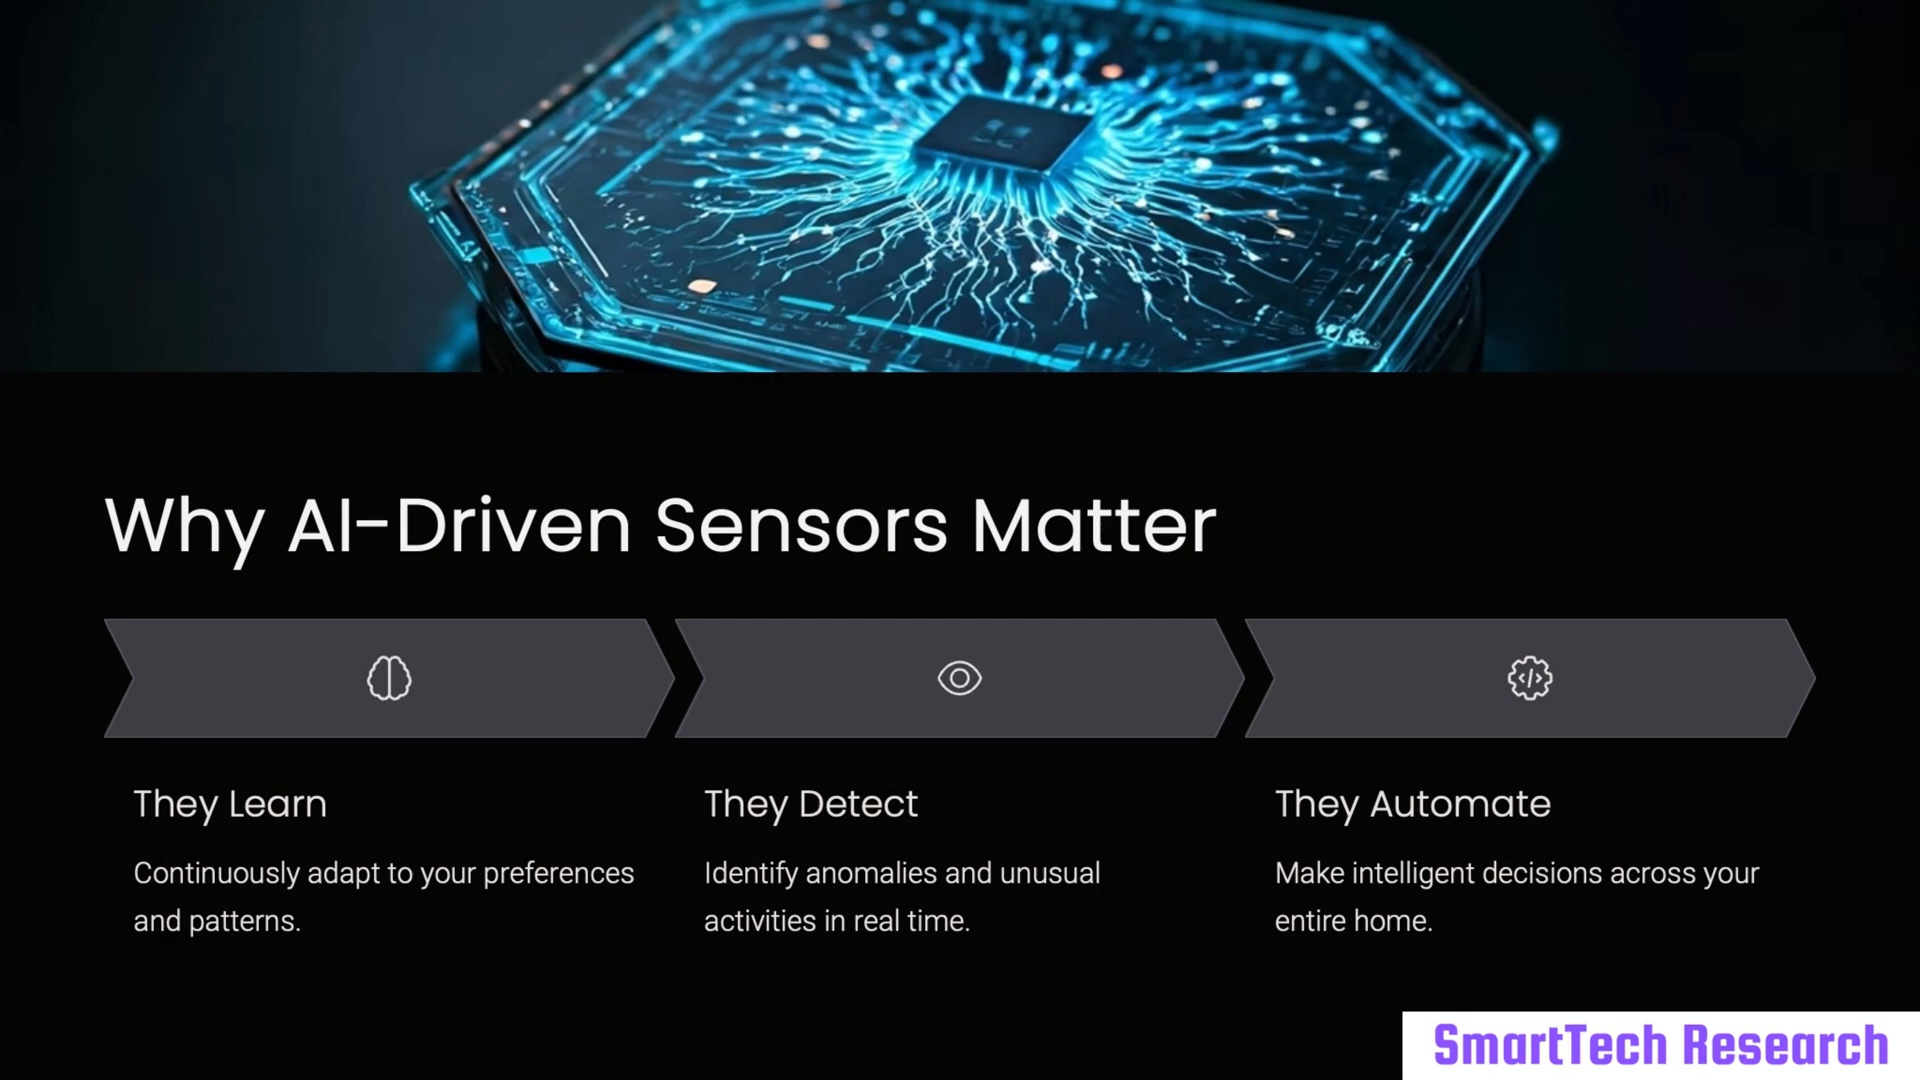 Why AI-Driven Sensors Matter
They Learn
Continuously adapt to your preferences
and patterns.
They Detect
Identify anomalies and unusual
activities in real time.
They Automate
Make intelligent decisions across your
entire home.
SmartTech Research